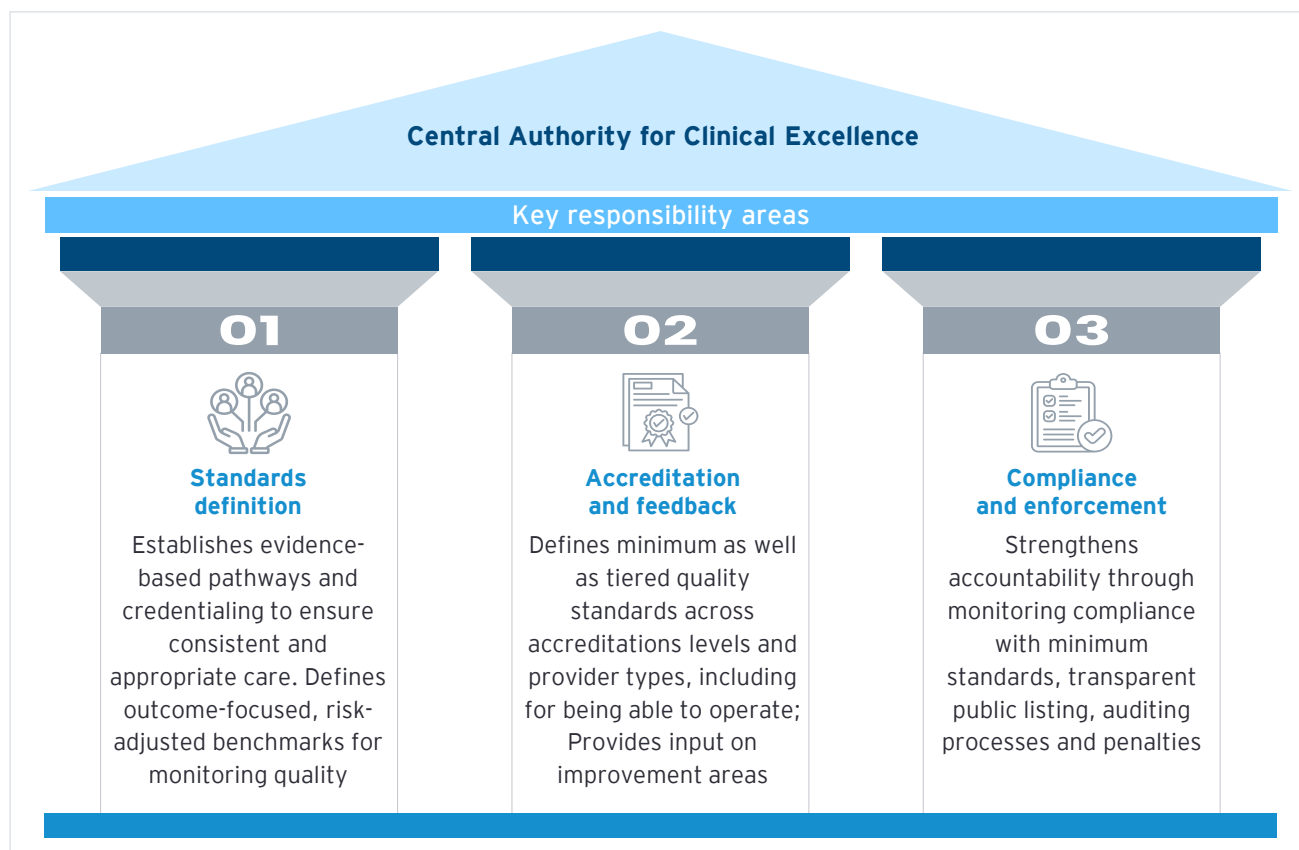 Central Authority for Clinical Excellence
Key responsibility areas
01
Standards
definition
Establishes evidence-
based pathways and
credentialing to ensure
consistent and
appropriate care. Defines
outcome-focused, risk-
adjusted benchmarks for
monitoring quality
02
Accreditation
and feedback
Defines minimum as well
as tiered quality
standards across
accreditations levels and
provider types, including
for being able to operate;
Provides input on
improvement areas
03
Compliance
and enforcement
Strengthens
accountability through
monitoring compliance
with minimum
standards, transparent
public listing, auditing
processes and penalties